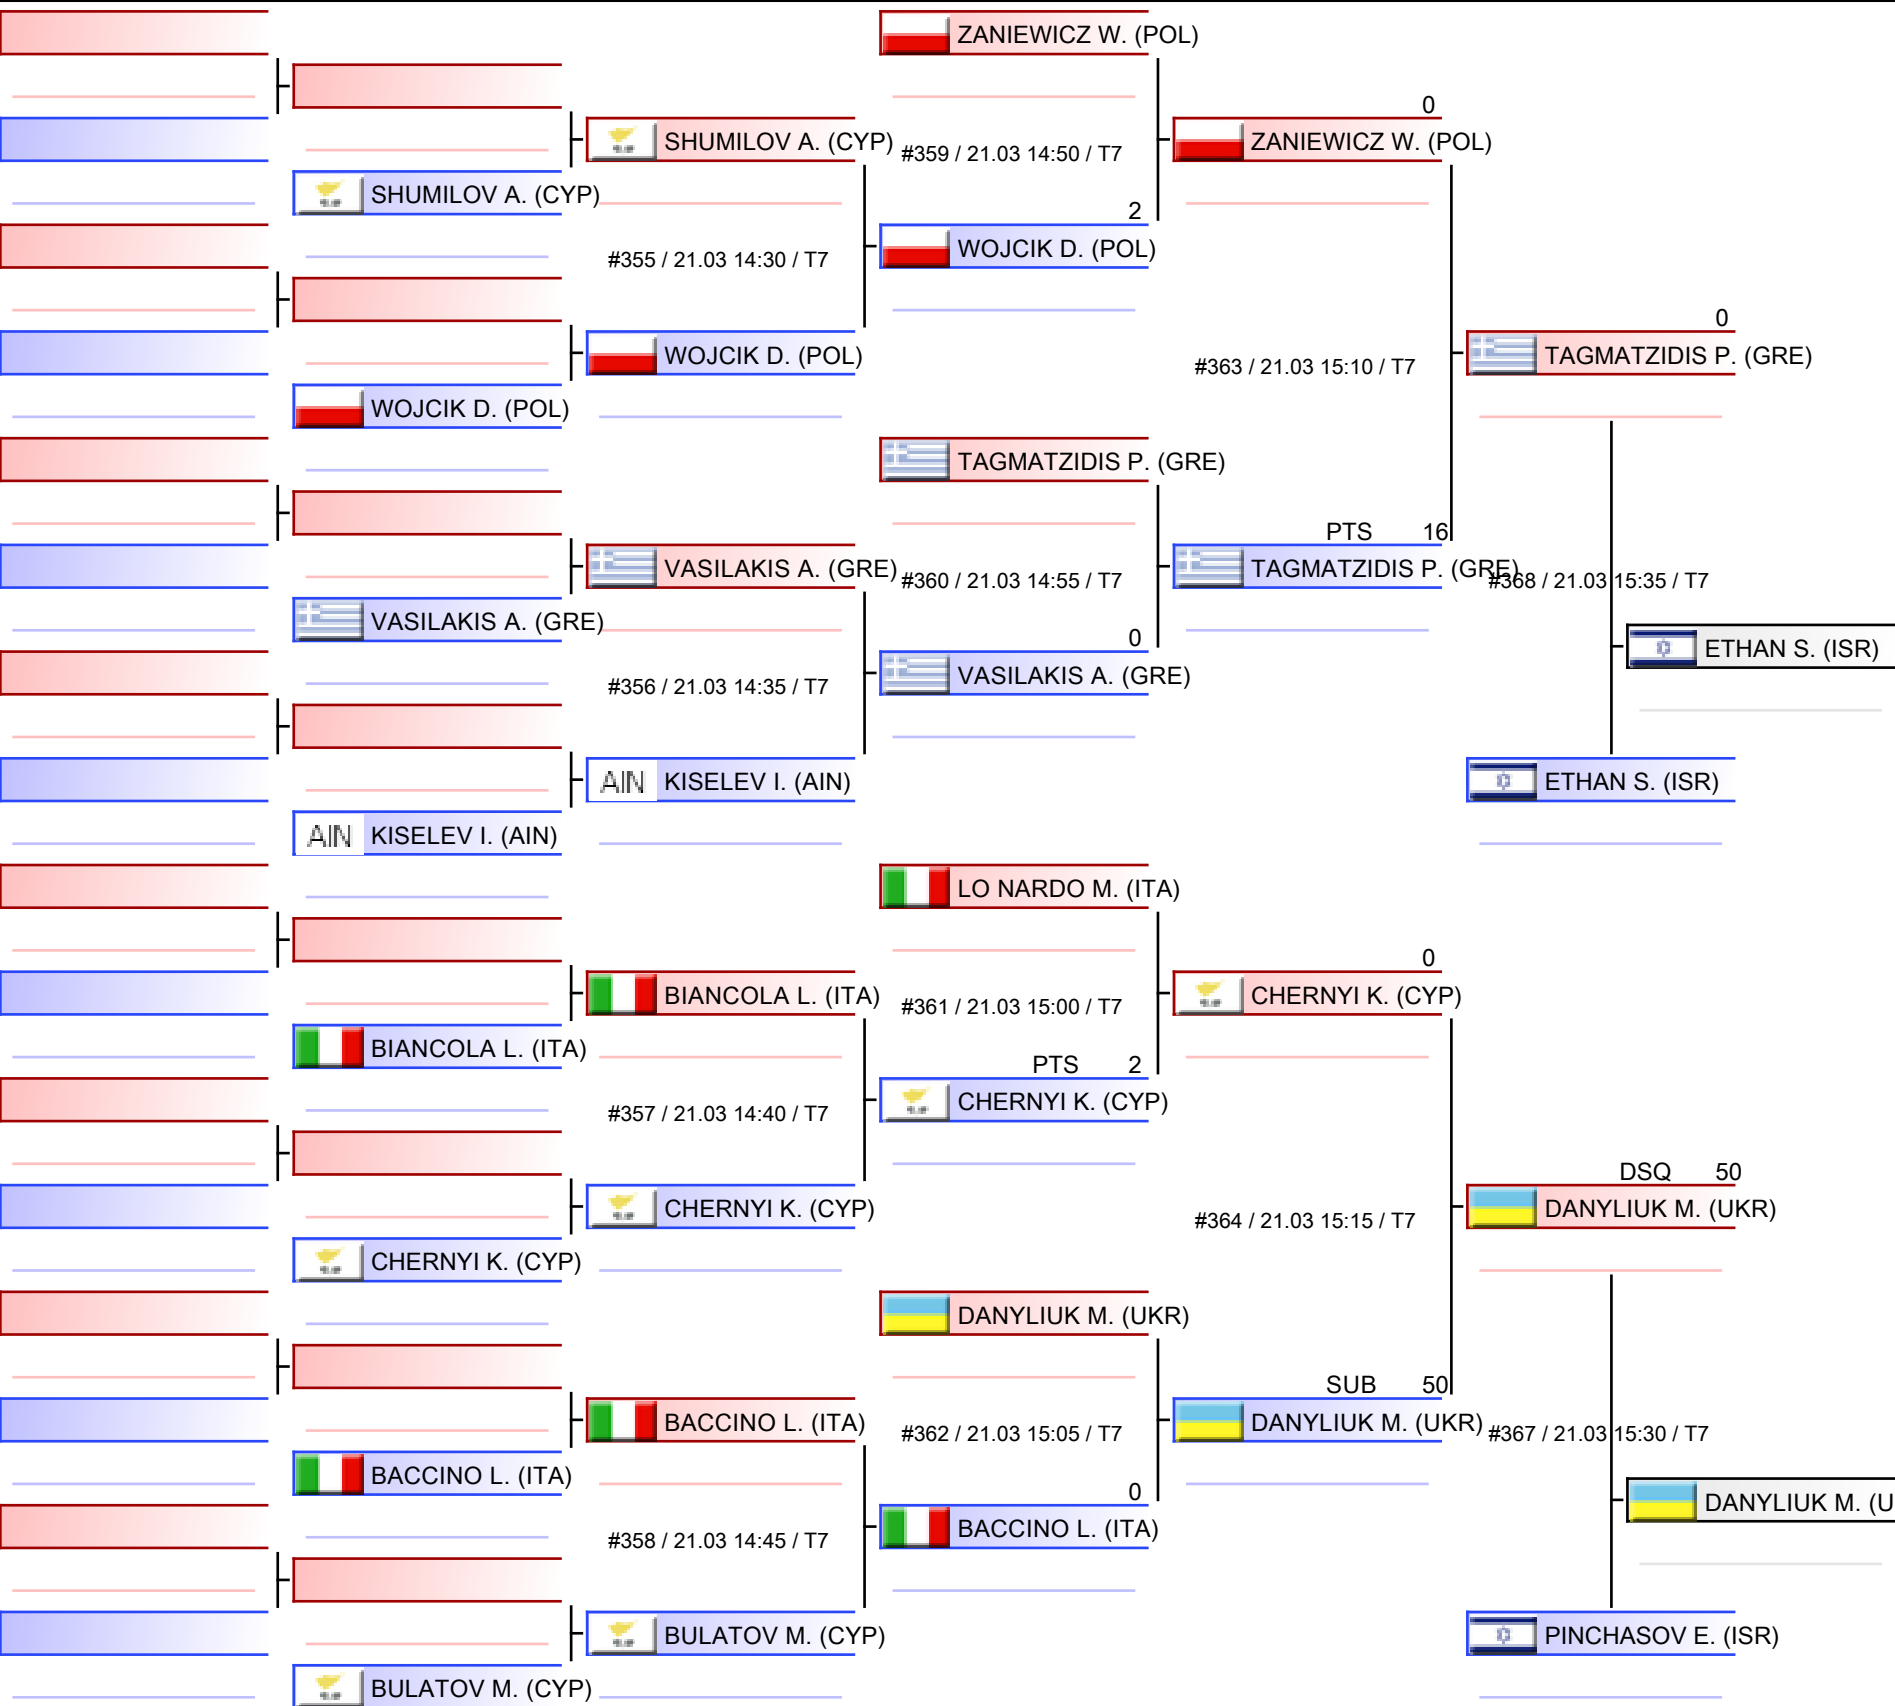 ZANIEWICZ W. (POL)
0
SHUMILOV A. (CYP)
#359 / 21.03 14:50 / T7
ZANIEWICZ W. (POL)
SHUMILOV A. (CYP)
2
#355 / 21.03 14:30 / T7
WOJCIK D. (POL)
0
WOJCIK D. (POL)
#363 / 21.03 15:10 / T7
TAGMATZIDIS P. (GRE)
WOJCIK D. (POL)
TAGMATZIDIS P. (GRE)
PTS 16
VASILAKIS A. (GRE)
#360 / 21.03 14:55 / T7
TAGMATZIDIS P. (GRE)
#368 / 21.03 15:35 / T7
VASILAKIS A. (GRE)
0
ETHAN S. (ISR)
#356 / 21.03 14:35 / T7
VASILAKIS A. (GRE)
AIN KISELEV I. (AIN)
ETHAN S. (ISR)
AIN KISELEV I. (AIN)
LO NARDO M. (ITA)
0
BIANCOLA L. (ITA)
#361 / 21.03 15:00 / T7
CHERNYI K. (CYP)
BIANCOLA L. (ITA)
PTS 2
#357 / 21.03 14:40 / T7
CHERNYI K. (CYP)
DSQ 50
CHERNYI K. (CYP)
#364 / 21.03 15:15 / T7
DANYLIUK M. (UKR)
CHERNYI K. (CYP)
DANYLIUK M. (UKR)
SUB 50
BACCINO L. (ITA)
#362 / 21.03 15:05 / T7
DANYLIUK M. (UKR)
#367 / 21.03 15:30 / T7
BACCINO L. (ITA)
0
DANYLIUK M. (U
#358 / 21.03 14:45 / T7
BACCINO L. (ITA)
BULATOV M. (CYP)
PINCHASOV E. (ISR)
BULATOV M. (CYP)